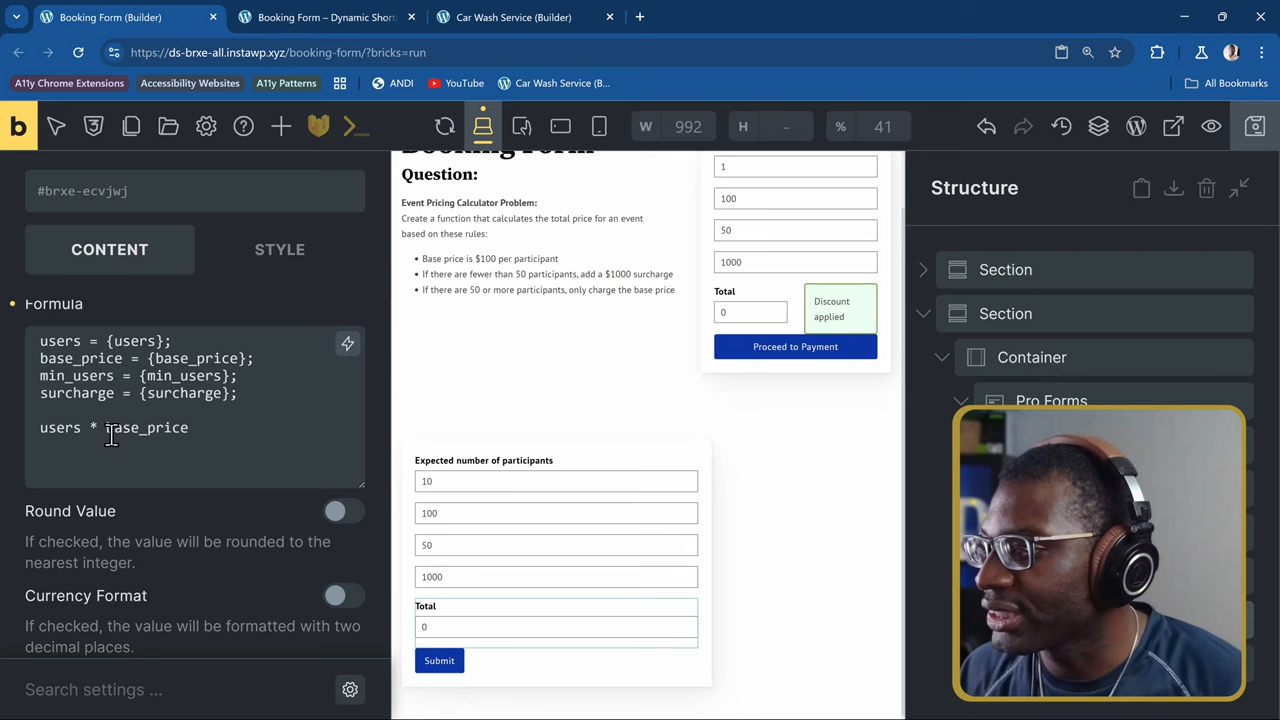 Booking Form (Builder)
Booking Form – Dynamic Short
Car Wash Service (Builder)
https://ds-brxe-all.instawp.xyz/booking-form/?bricks=run
A11y Chrome Extensions
Accessibility Websites
A11y Patterns
ANDI
YouTube
Car Wash Service (B...
All Bookmarks
b
W 992
H -
% 41
#brxe-ecvjwj
CONTENT
STYLE
Formula
users = {users};
base_price = {base_price};
min_users = {min_users};
surcharge = {surcharge};
users * base_price
Round Value
If checked, the value will be rounded to the
nearest integer.
Currency Format
If checked, the value will be formatted with two
decimal places.
Search settings ...
Booking Form
Question:
Event Pricing Calculator Problem:
Create a function that calculates the total price for an event
based on these rules:
• Base price is $100 per participant
• If there are fewer than 50 participants, add a $1000 surcharge
• If there are 50 or more participants, only charge the base price
1
100
50
1000
Total
0
Discount
applied
Proceed to Payment
Expected number of participants
10
100
50
1000
Total
0
Submit
Structure
Section
Section
Container
Pro Forms